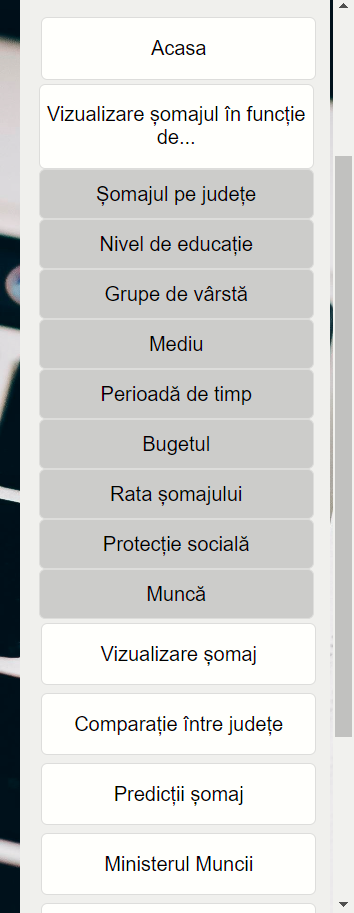 Acasa
Vizualizare șomajul în funcție
de...
Șomajul pe județe
Nivel de educație
Grupe de vârstă
Mediu
Perioadă de timp
Bugetul
Rata șomajului
Protecție socială
Muncă
Vizualizare șomaj
Comparație între județe
Predicții șomaj
Ministerul Muncii